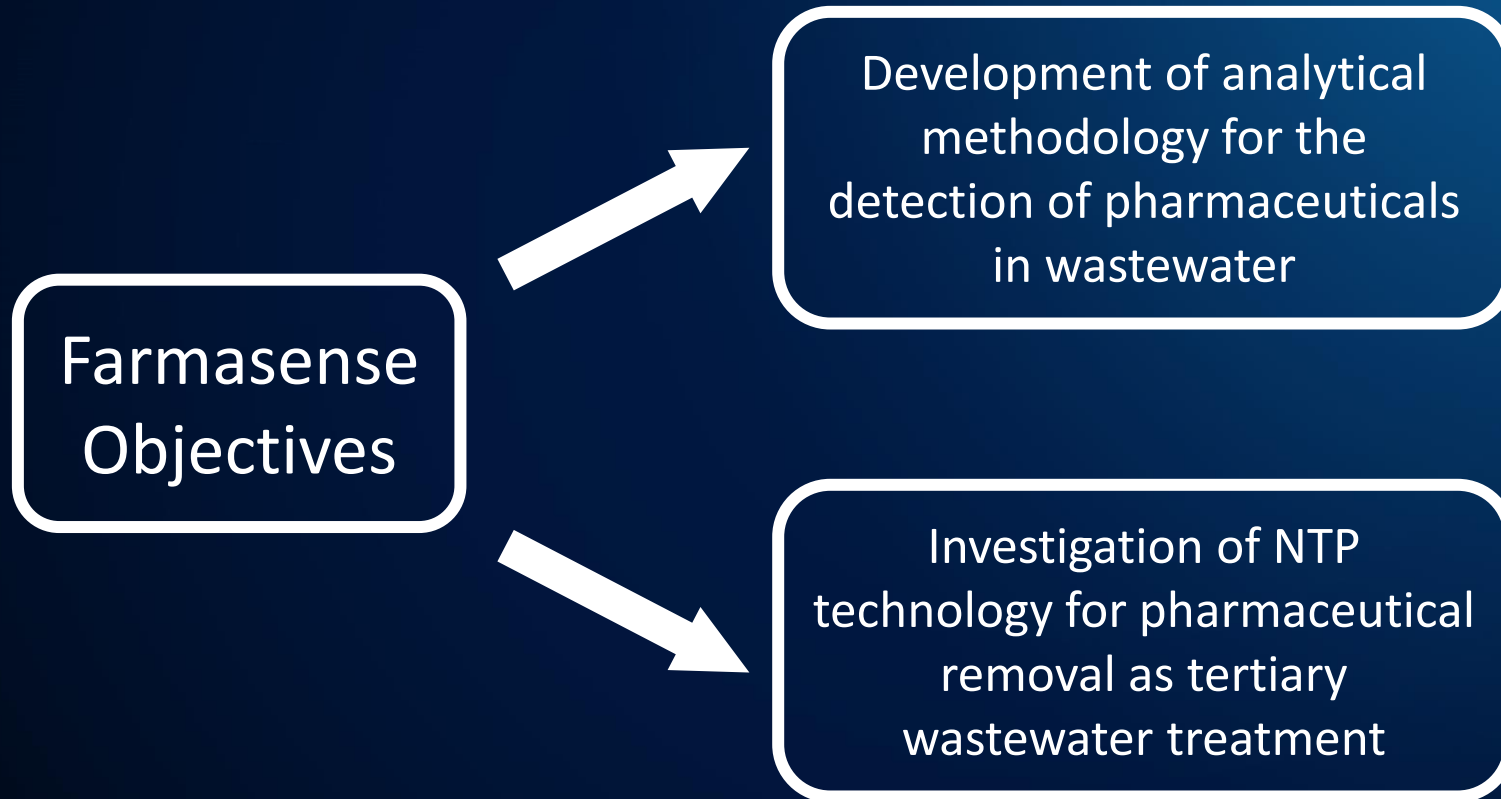 Farmasense
Objectives
Development of analytical
methodology for the
detection of pharmaceuticals
in wastewater
Investigation of NTP
technology for pharmaceutical
removal as tertiary
wastewater treatment